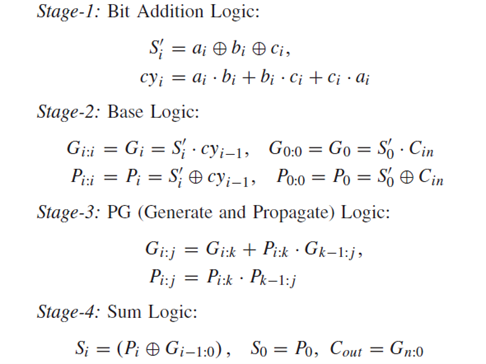 Stage-1: Bit Addition Logic:
S′ᵢ = aᵢ ⊕ bᵢ ⊕ cᵢ,
cyᵢ = aᵢ · bᵢ + bᵢ · cᵢ + cᵢ · aᵢ
Stage-2: Base Logic:
Gᵢ:ᵢ = Gᵢ = S′ᵢ · cyᵢ₋₁, G₀:₀ = G₀ = S′₀ · Cᵢₙ
Pᵢ:ᵢ = Pᵢ = S′ᵢ ⊕ cyᵢ₋₁, P₀:₀ = P₀ = S′₀ ⊕ Cᵢₙ
Stage-3: PG (Generate and Propagate) Logic:
Gᵢ:ⱼ = Gᵢ:ₖ + Pᵢ:ₖ · Gₖ₋₁:ⱼ,
Pᵢ:ⱼ = Pᵢ:ₖ · Pₖ₋₁:ⱼ
Stage-4: Sum Logic:
Sᵢ = (Pᵢ ⊕ Gᵢ₋₁:₀), S₀ = P₀, Cₒᵤₜ = Gₙ:₀